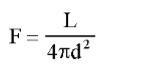 F = L / 4πd²